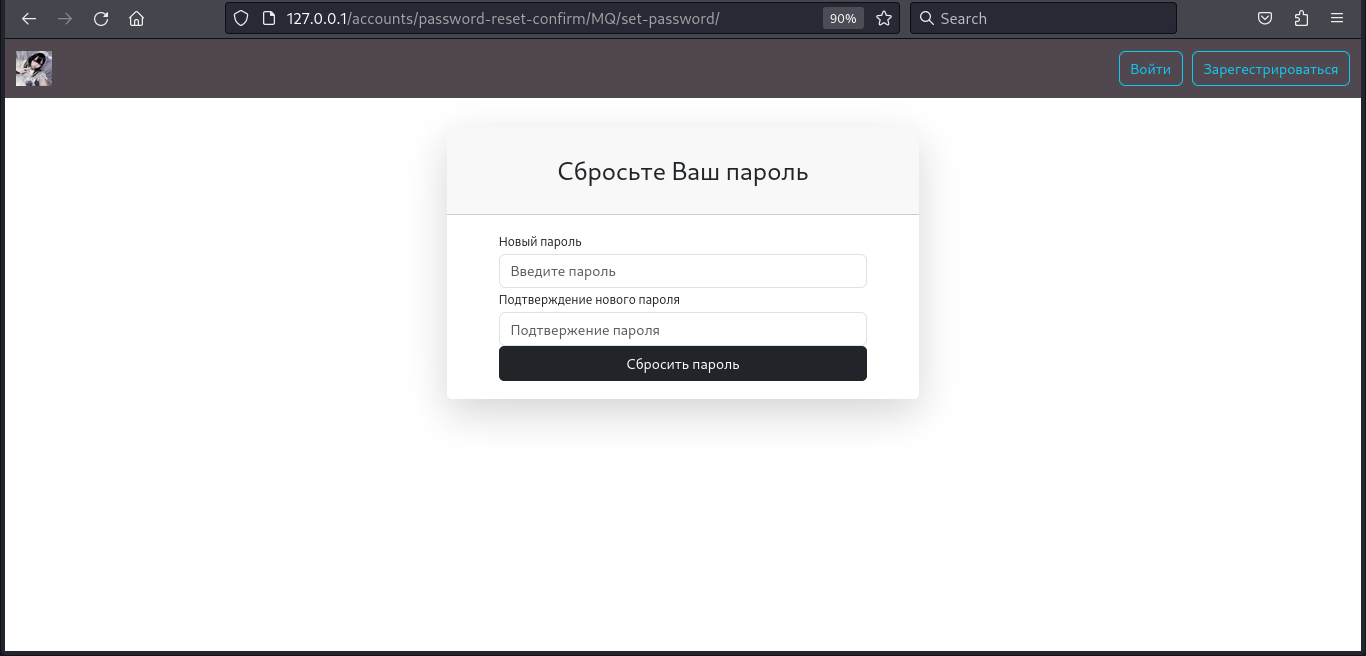 127.0.0.1/accounts/password-reset-confirm/MQ/set-password/
90%
Search
Войти
Зарегестрироваться
Сбросьте Ваш пароль
Новый пароль
Введите пароль
Подтверждение нового пароля
Подтвержение пароля
Сбросить пароль